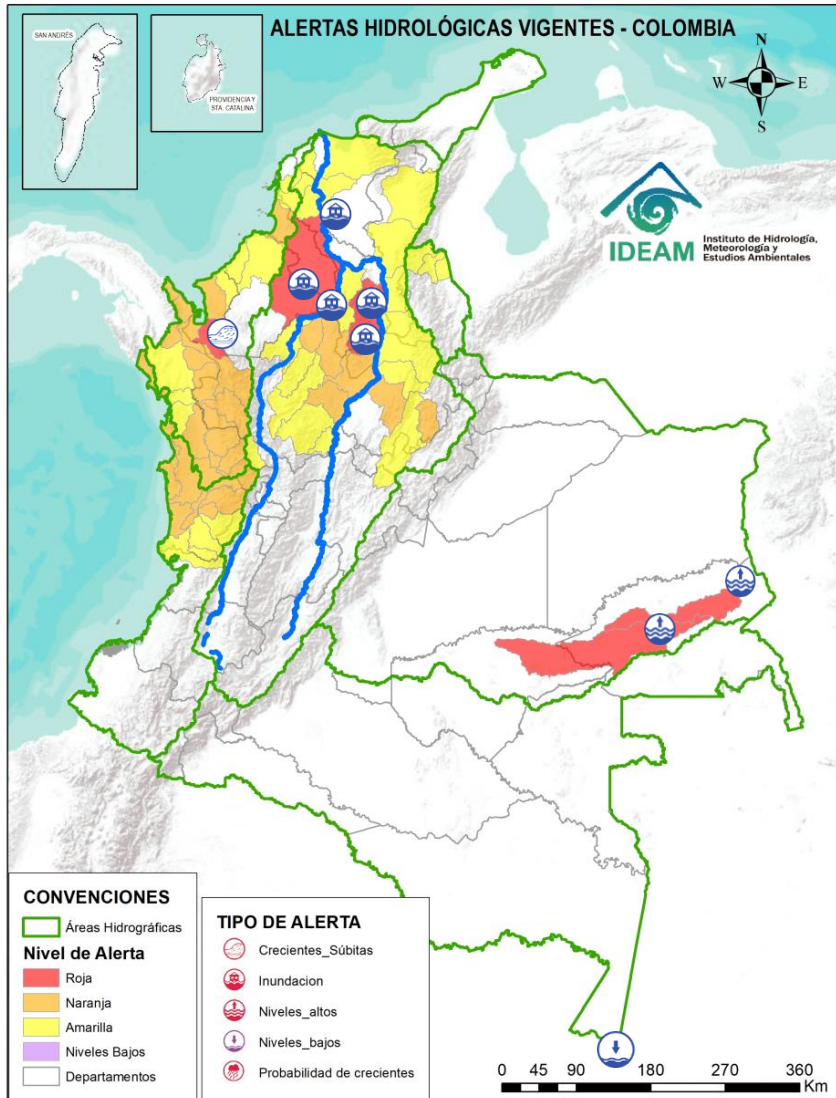 ALERTAS HIDROLÓGICAS VIGENTES - COLOMBIA
SAN ANDRÉS
PROVIDENCIA Y
STA. CATALINA
N
W
E
S
IDEAM
Instituto de Hidrología,
Meteorología y
Estudios Ambientales
CONVENCIONES
Áreas Hidrográficas
Nivel de Alerta
Roja
Naranja
Amarilla
Niveles Bajos
Departamentos
TIPO DE ALERTA
Crecientes_Súbitas
Inundacion
Niveles_altos
Niveles_bajos
Probabilidad de crecientes
0 45 90 180 270 360
Km